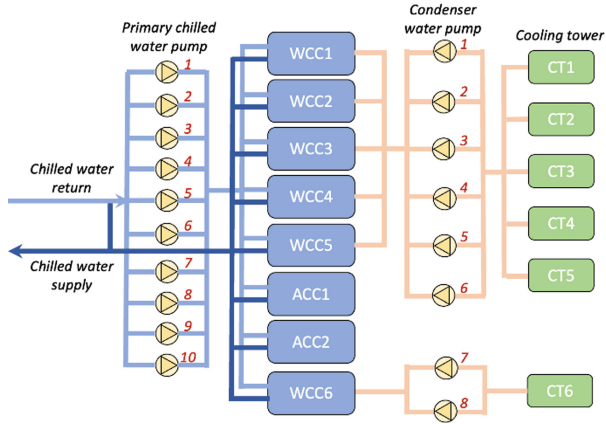 Primary chilled
water pump
Condenser
water pump
Cooling tower
1
2
3
4
5
6
7
8
9
10
Chilled water
return
Chilled water
supply
WCC1
WCC2
WCC3
WCC4
WCC5
ACC1
ACC2
WCC6
1
2
3
4
5
6
7
8
CT1
CT2
CT3
CT4
CT5
CT6